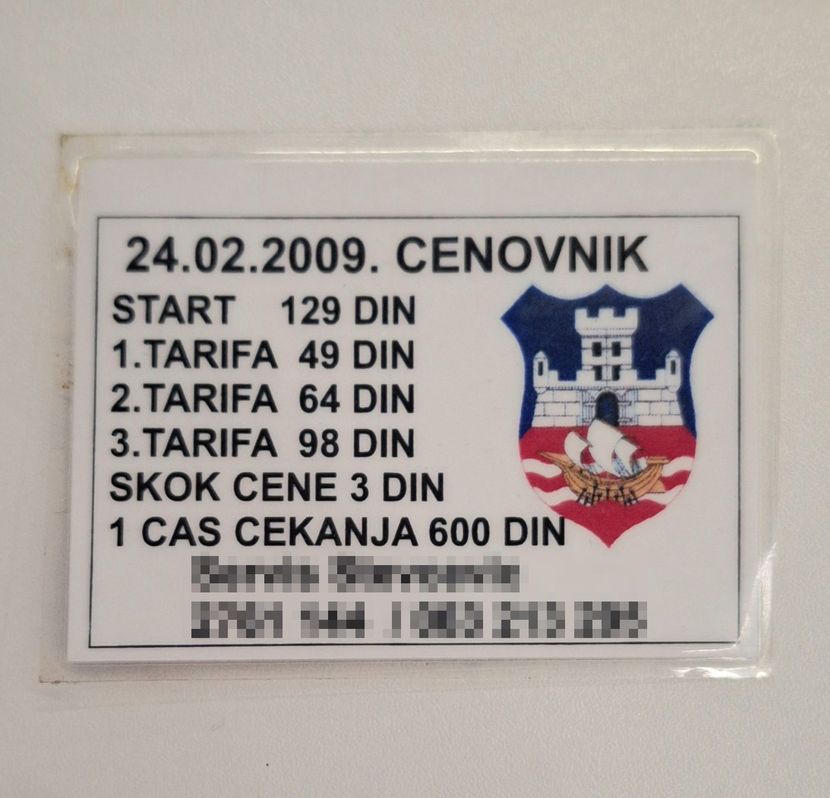 24.02.2009. CENOVNIK
START 129 DIN
1.TARIFA 49 DIN
2.TARIFA 64 DIN
3.TARIFA 98 DIN
SKOK CENE 3 DIN
1 CAS CEKANJA 600 DIN